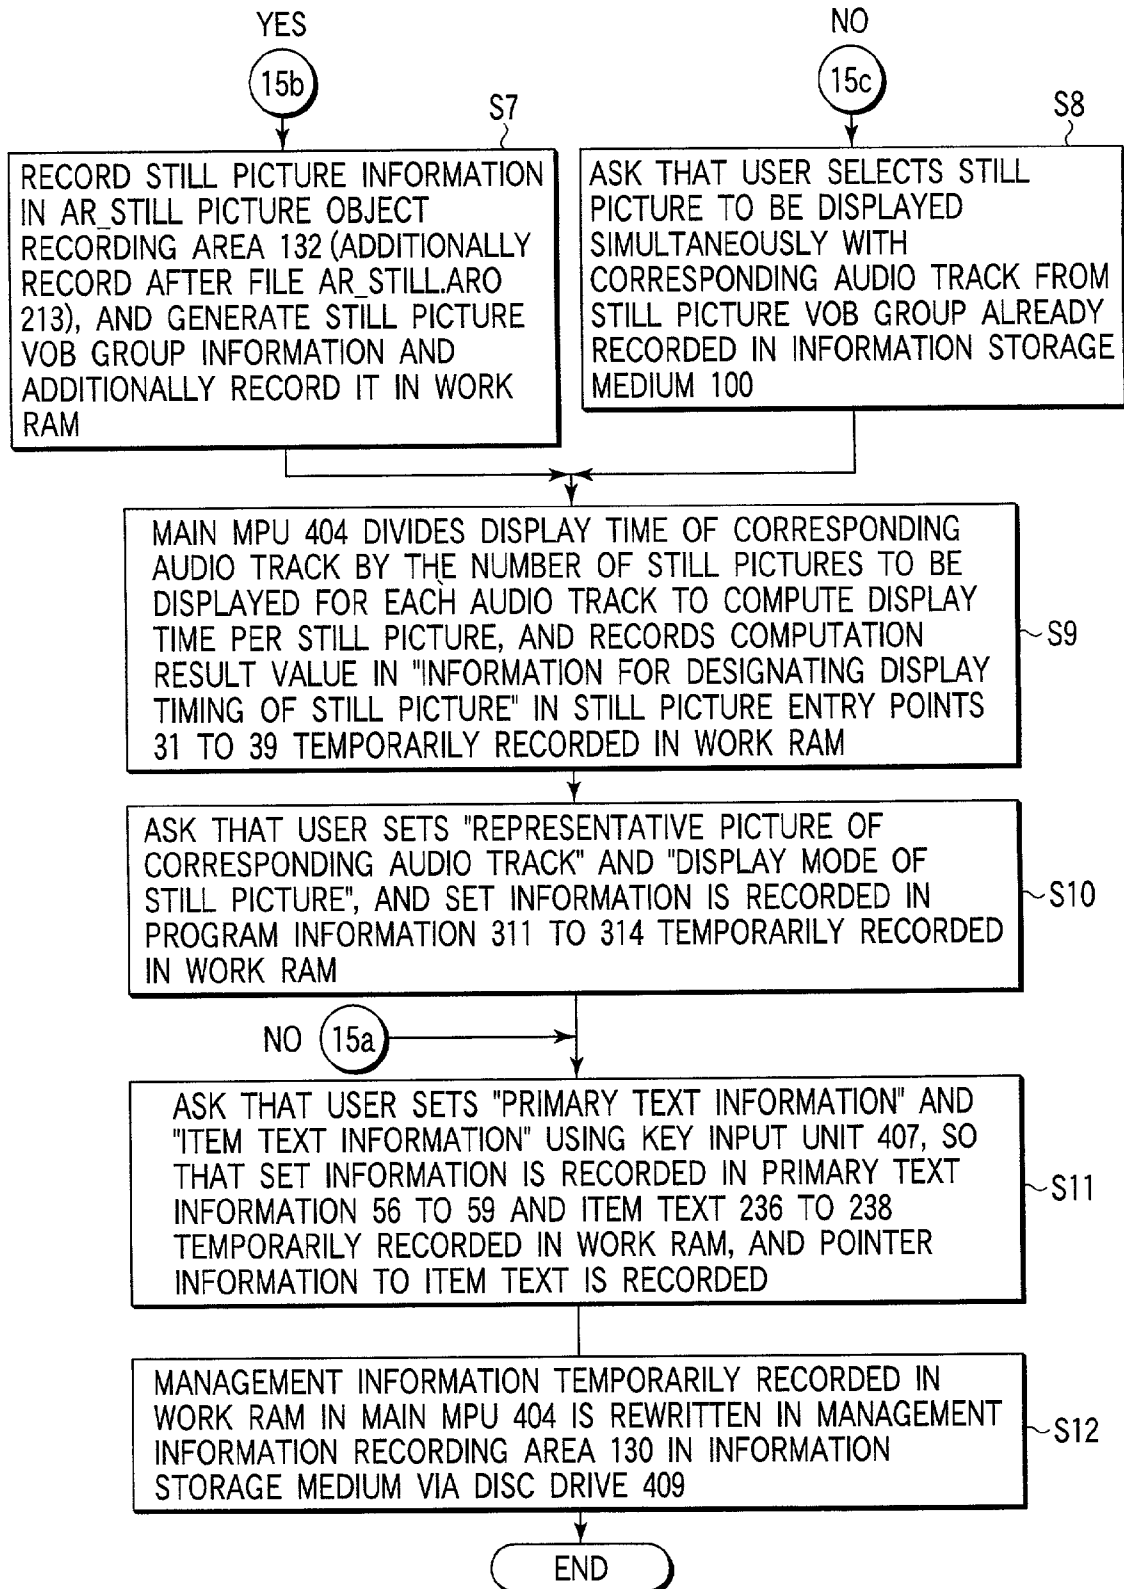 YES
15b
S7
RECORD STILL PICTURE INFORMATION
IN AR_STILL PICTURE OBJECT
RECORDING AREA 132 (ADDITIONALLY
RECORD AFTER FILE AR_STILL.ARO
213), AND GENERATE STILL PICTURE
VOB GROUP INFORMATION AND
ADDITIONALLY RECORD IT IN WORK
RAM
NO
15c
S8
ASK THAT USER SELECTS STILL
PICTURE TO BE DISPLAYED
SIMULTANEOUSLY WITH
CORRESPONDING AUDIO TRACK FROM
STILL PICTURE VOB GROUP ALREADY
RECORDED IN INFORMATION STORAGE
MEDIUM 100
MAIN MPU 404 DIVIDES DISPLAY TIME OF CORRESPONDING
AUDIO TRACK BY THE NUMBER OF STILL PICTURES TO BE
DISPLAYED FOR EACH AUDIO TRACK TO COMPUTE DISPLAY
TIME PER STILL PICTURE, AND RECORDS COMPUTATION
RESULT VALUE IN "INFORMATION FOR DESIGNATING DISPLAY
TIMING OF STILL PICTURE" IN STILL PICTURE ENTRY POINTS
31 TO 39 TEMPORARILY RECORDED IN WORK RAM
S9
ASK THAT USER SETS "REPRESENTATIVE PICTURE OF
CORRESPONDING AUDIO TRACK" AND "DISPLAY MODE OF
STILL PICTURE", AND SET INFORMATION IS RECORDED IN
PROGRAM INFORMATION 311 TO 314 TEMPORARILY RECORDED
IN WORK RAM
S10
NO 15a
ASK THAT USER SETS "PRIMARY TEXT INFORMATION" AND
"ITEM TEXT INFORMATION" USING KEY INPUT UNIT 407, SO
THAT SET INFORMATION IS RECORDED IN PRIMARY TEXT
INFORMATION 56 TO 59 AND ITEM TEXT 236 TO 238
TEMPORARILY RECORDED IN WORK RAM, AND POINTER
INFORMATION TO ITEM TEXT IS RECORDED
S11
MANAGEMENT INFORMATION TEMPORARILY RECORDED IN
WORK RAM IN MAIN MPU 404 IS REWRITTEN IN MANAGEMENT
INFORMATION RECORDING AREA 130 IN INFORMATION
STORAGE MEDIUM VIA DISC DRIVE 409
S12
END